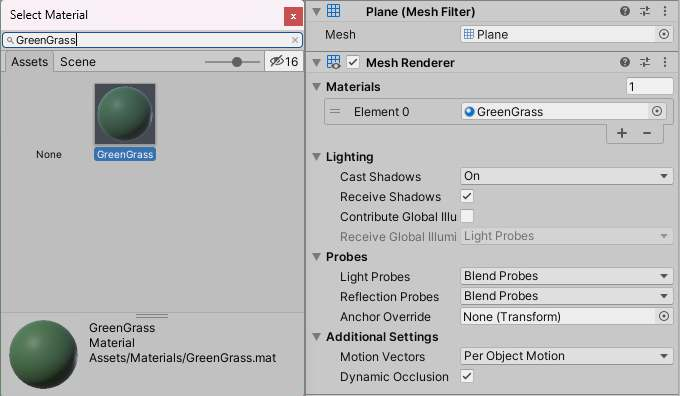 Select Material
x
GreenGrass
Assets Scene 16
None GreenGrass
GreenGrass
Material
Assets/Materials/GreenGrass.mat
Plane (Mesh Filter)
Mesh Plane
Mesh Renderer
Materials 1
Element 0 GreenGrass
Lighting
Cast Shadows On
Receive Shadows
Contribute Global Illu
Receive Global Illumi Light Probes
Probes
Light Probes Blend Probes
Reflection Probes Blend Probes
Anchor Override None (Transform)
Additional Settings
Motion Vectors Per Object Motion
Dynamic Occlusion